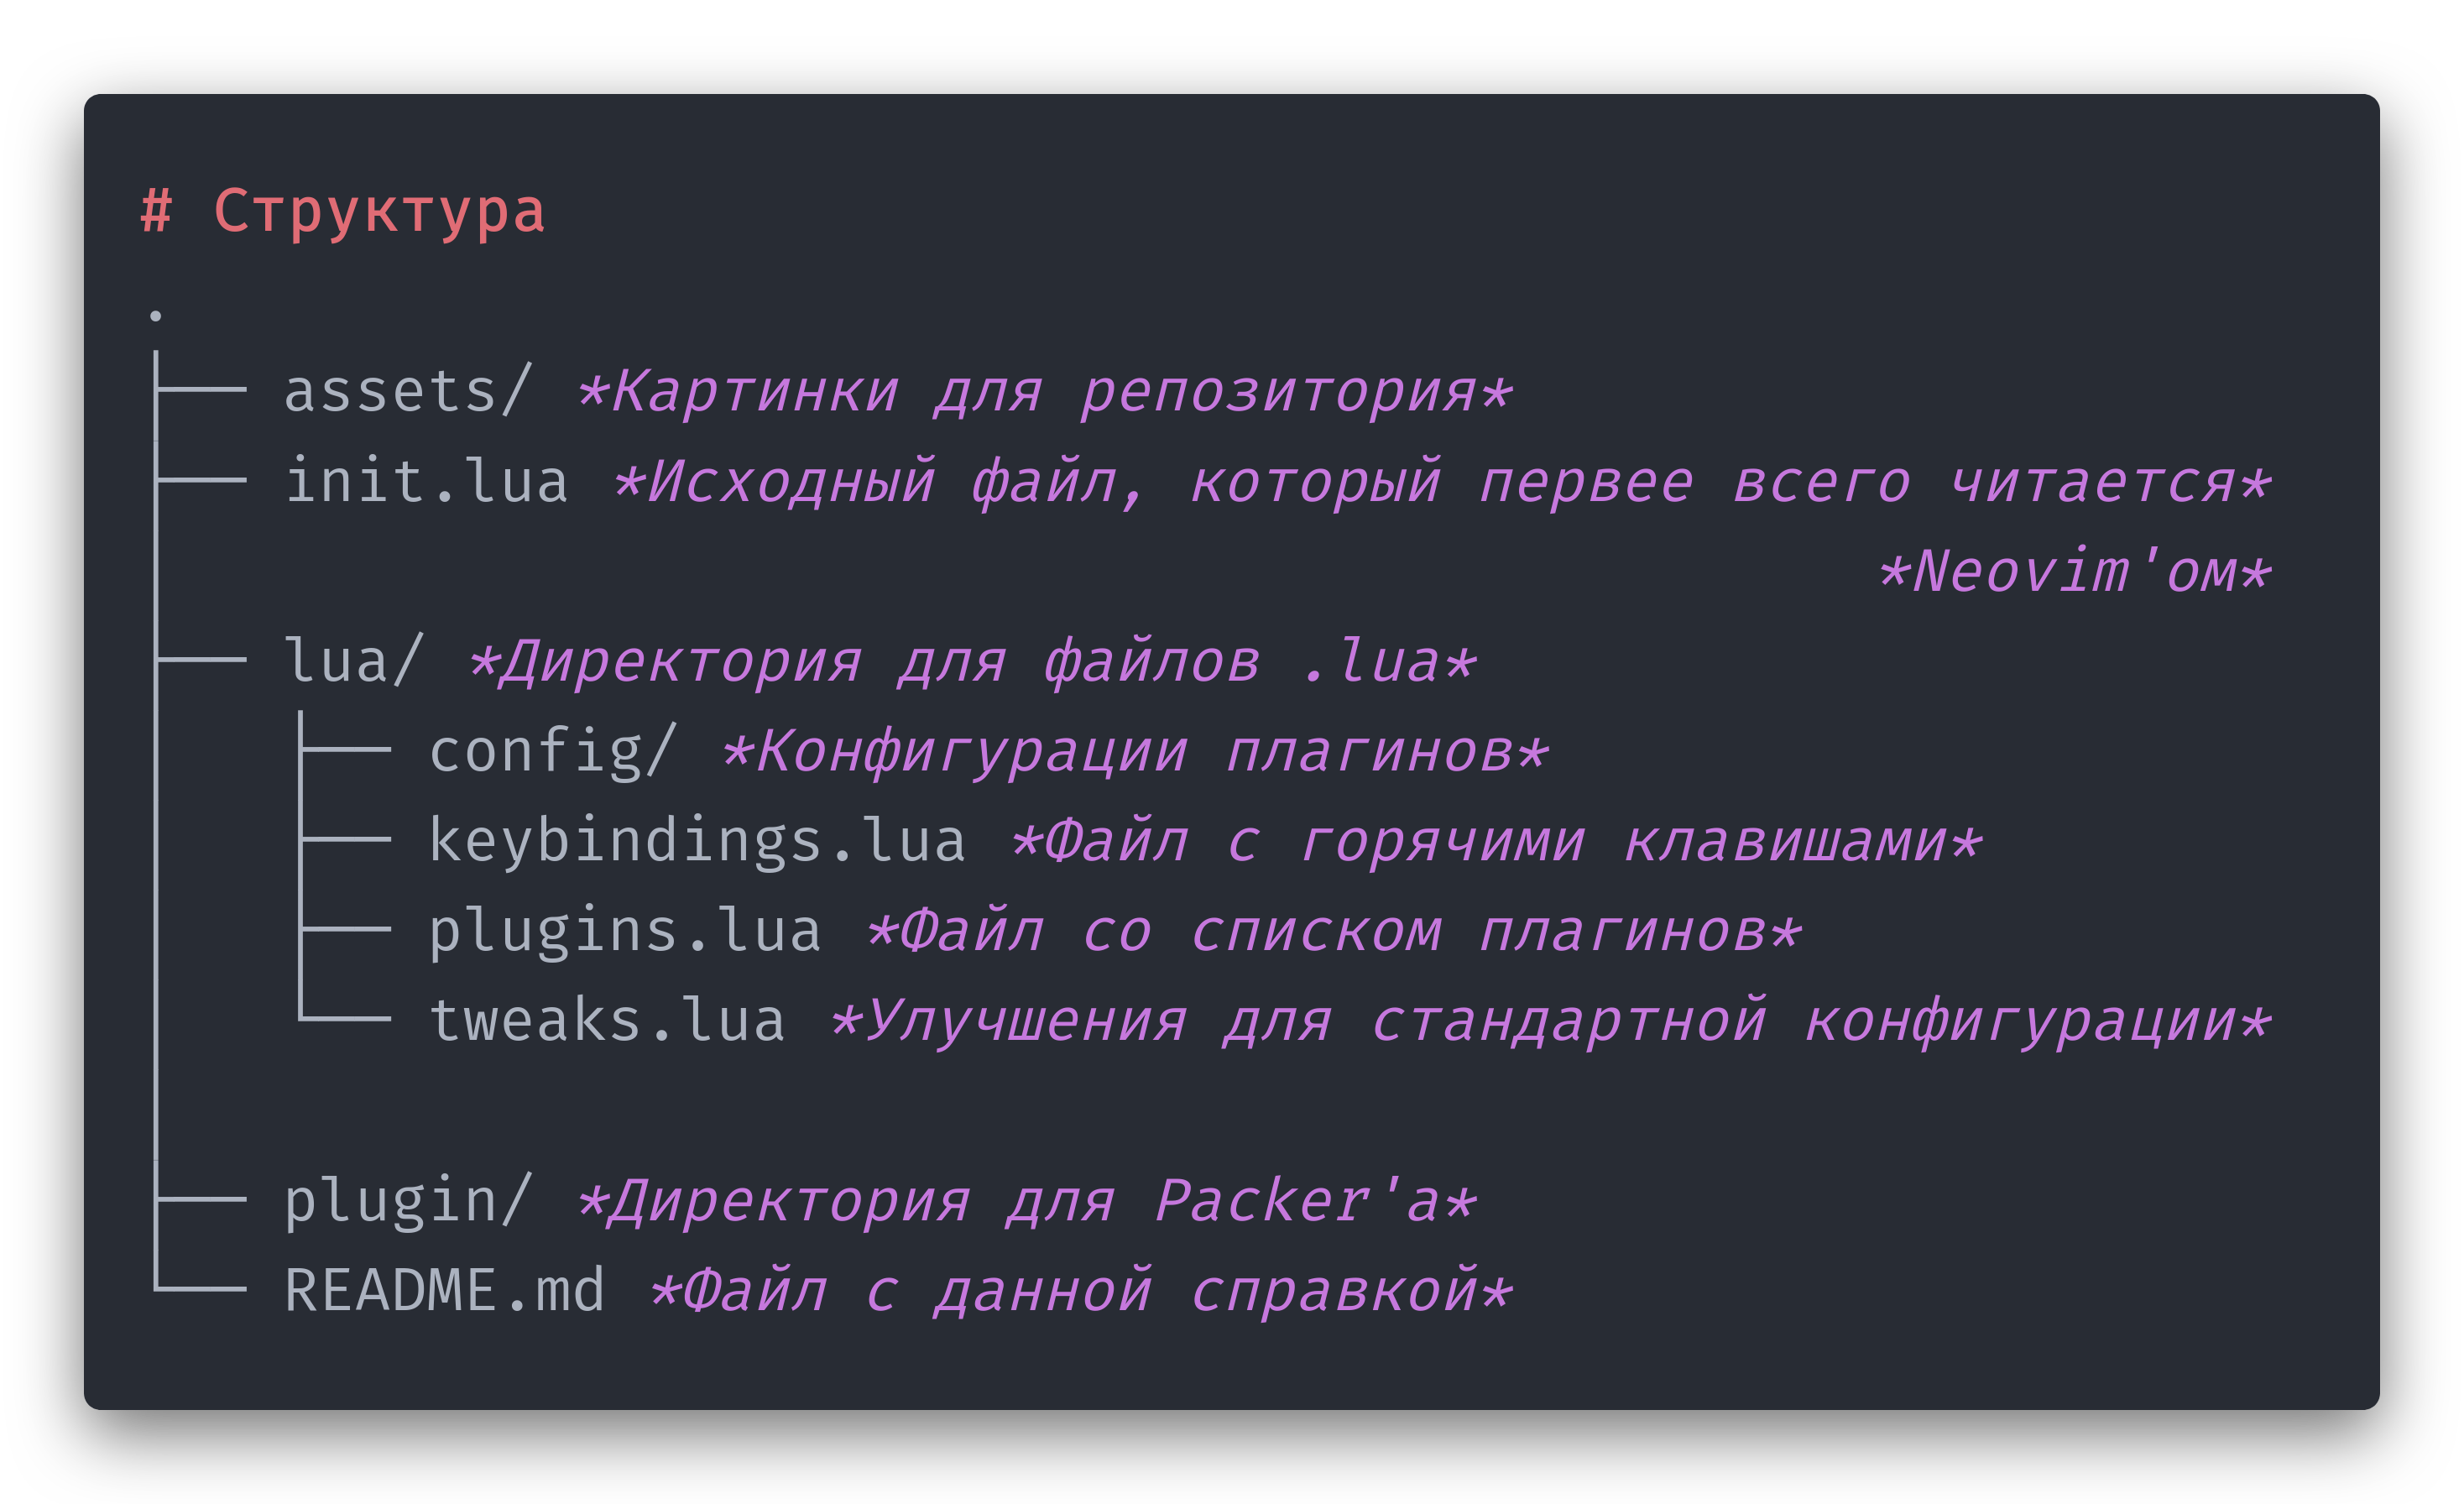 # Структура
.
├── assets/ *Картинки для репозитория*
├── init.lua *Исходный файл, который первее всего читается*
│                                               *Neovim'ом*
├── lua/ *Директория для файлов .lua*
│   ├── config/ *Конфигурации плагинов*
│   ├── keybindings.lua *Файл с горячими клавишами*
│   ├── plugins.lua *Файл со списком плагинов*
│   └── tweaks.lua *Улучшения для стандартной конфигурации*
│
├── plugin/ *Директория для Packer'а*
└── README.md *Файл с данной справкой*